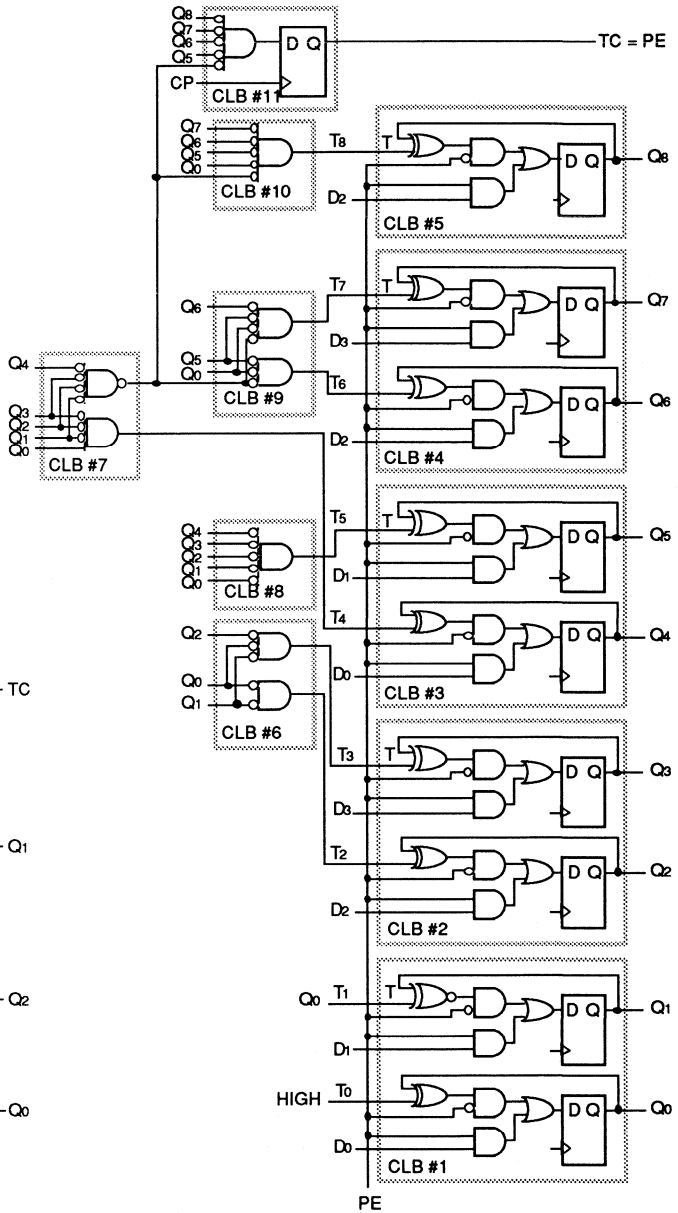 Q8
Q7
Q6
Q5
CP
D Q
TC = PE
CLB #11
Q7
Q6
Q5
Q0
CLB #10
T8
T
D2
D Q
Q8
CLB #5
Q6
Q5
Q0
CLB #9
T7
T
D3
D Q
Q7
T6
D2
D Q
Q6
CLB #4
Q4
Q3
Q2
Q1
Q0
CLB #7
Q4
Q3
Q2
Q1
Q0
CLB #8
T5
T
D1
D Q
Q5
T4
D0
D Q
Q4
CLB #3
Q2
Q0
Q1
CLB #6
TC
T3
T
D3
D Q
Q3
Q1
T2
D2
D Q
Q2
CLB #2
Q2
Q0 T1
T
D1
D Q
Q1
Q0
HIGH T0
D0
D Q
Q0
CLB #1
PE